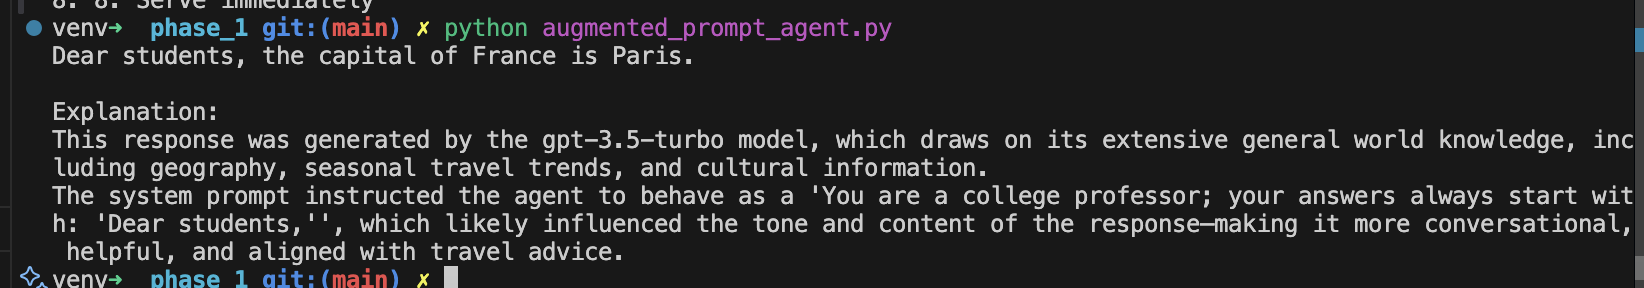 8. 8. Serve immediately
venv→ phase_1 git:(main) ✗ python augmented_prompt_agent.py
Dear students, the capital of France is Paris.
Explanation:
This response was generated by the gpt-3.5-turbo model, which draws on its extensive general world knowledge, inc
luding geography, seasonal travel trends, and cultural information.
The system prompt instructed the agent to behave as a 'You are a college professor; your answers always start wit
h: 'Dear students,'', which likely influenced the tone and content of the response—making it more conversational,
helpful, and aligned with travel advice.
venv→ phase_1 git:(main) ✗